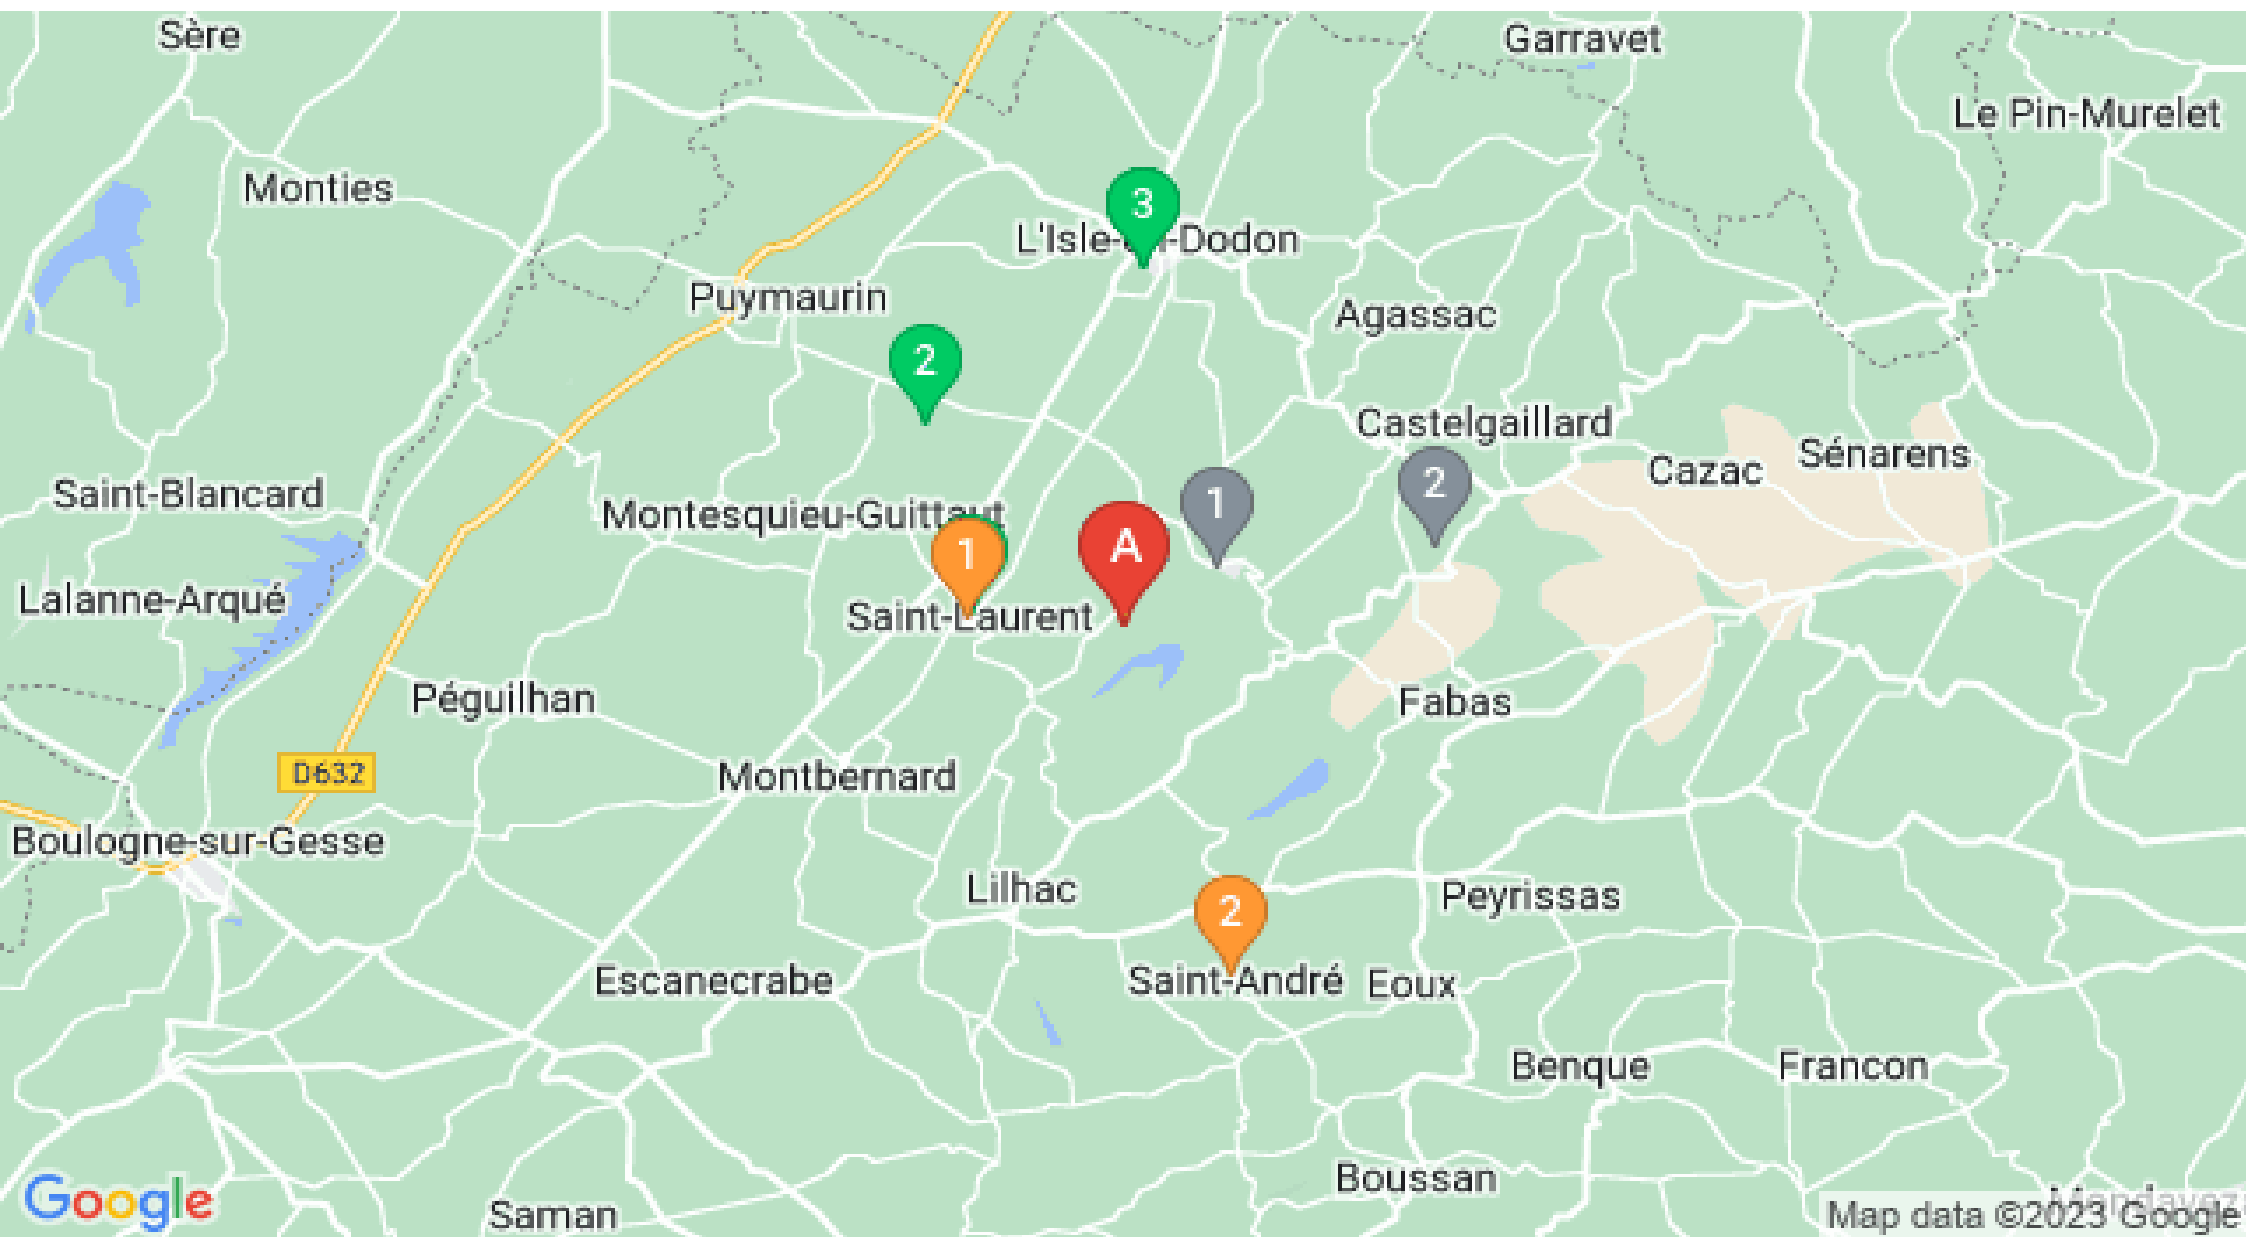 Sère
Garravet
Le Pin-Murelet
Monties
3
L'Isle-en-Dodon
Puymaurin
Agassac
2
Castelgaillard
Sénarens
Cazac
2
Saint-Blancard
1
Montesquieu-Guittaut
A
1
Lalanne-Arqué
Saint-Laurent
Péguilhan
Fabas
D632
Montbernard
Boulogne-sur-Gesse
Lilhac
Peyrissas
2
Escanecrabe
Saint-André
Eoux
Benque
Francon
Boussan
Google
Saman
Map data ©2023 Google